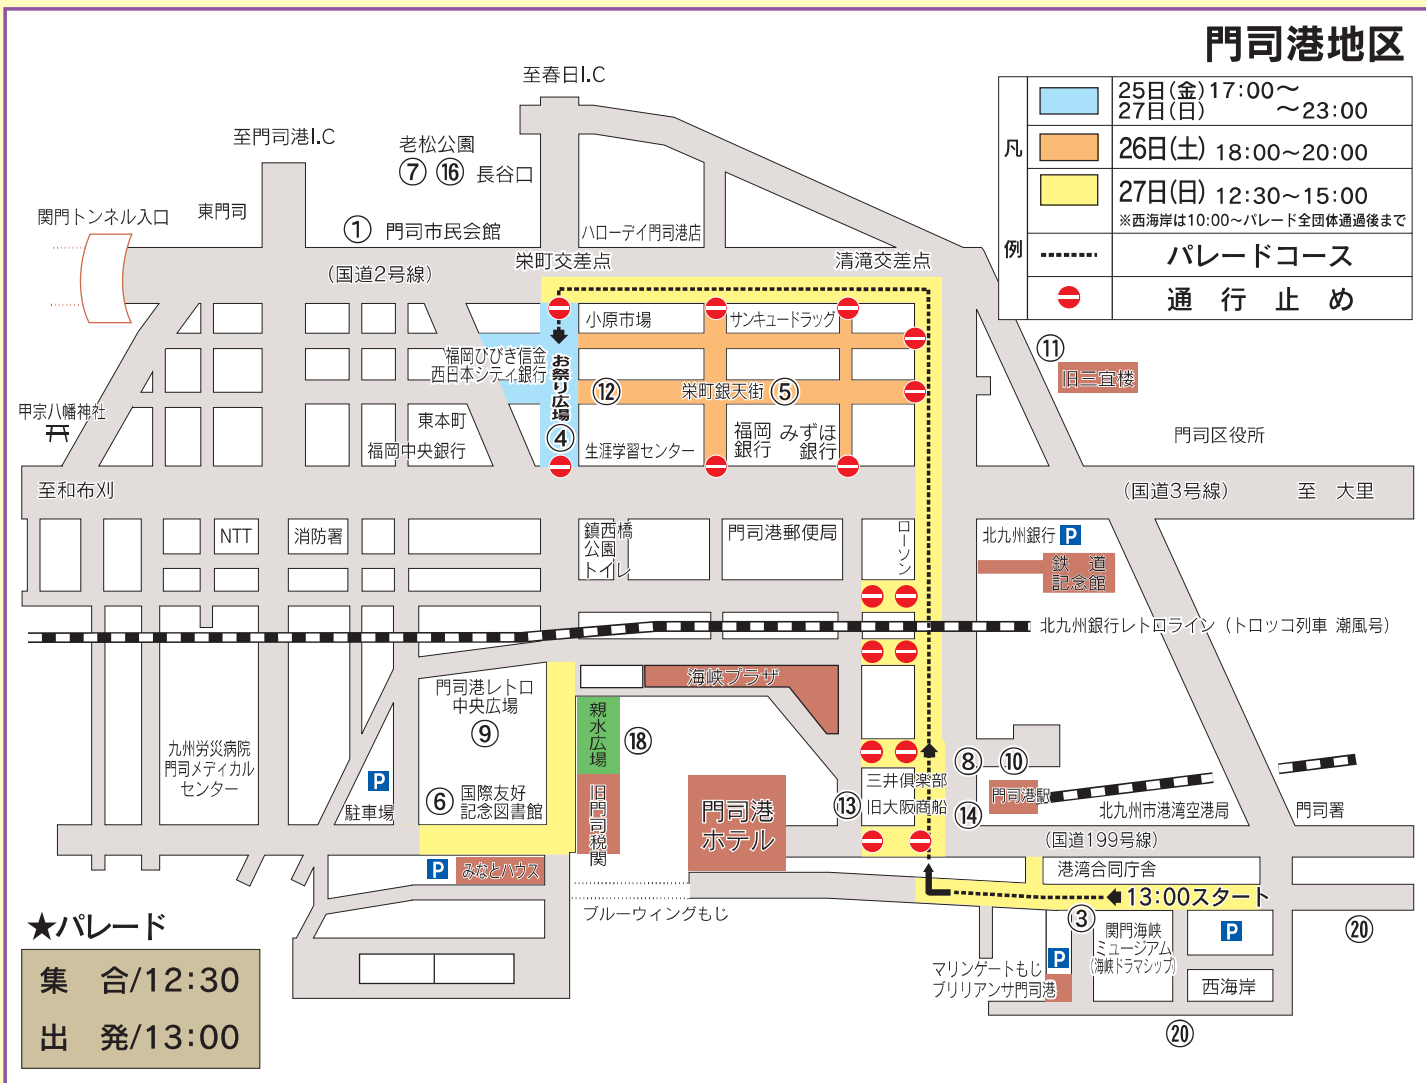 門司港地区
凡例
25日(金)17:00～
27日(日)　～23:00
26日(土) 18:00～20:00
27日(日) 12:30～15:00
※西海岸は10:00～パレード全団体通過後まで
パレードコース
通行止め
至春日I.C
至門司港I.C
老松公園
⑦ ⑯ 長谷口
関門トンネル入口
東門司
① 門司市民会館
ハローデイ門司港店
(国道2号線)
栄町交差点
清滝交差点
小原市場
サンキュードラッグ
福岡ひびき信金
西日本シティ銀行
お祭り広場
④
⑫
栄町銀天街 ⑤
⑪
旧三宜楼
甲宗八幡神社
東本町
福岡中央銀行
生涯学習センター
福岡
銀行
みずほ
銀行
門司区役所
至和布刈
(国道3号線)
至 大里
NTT
消防署
鎮西橋
公園
トイレ
門司港郵便局
ローソン
北九州銀行 P
鉄道
記念館
北九州銀行レトロライン（トロッコ列車 潮風号）
海峡プラザ
門司港レトロ
中央広場
⑨
親水広場
⑱
九州労災病院
門司メディカル
センター
P
駐車場
⑥ 国際友好
記念図書館
旧門司税関
門司港
ホテル
⑬
三井倶楽部
旧大阪商船
⑧
⑩
⑭
門司港駅
北九州市港湾空港局
門司署
(国道199号線)
P みなとハウス
港湾合同庁舎
13:00スタート
ブルーウィングもじ
③
関門海峡
ミュージアム
(海峡ドラマシップ)
P
P
⑳
マリンゲートもじ
ブリリアンサ門司港
西海岸
⑳
★パレード
集　合/12:30
出　発/13:00